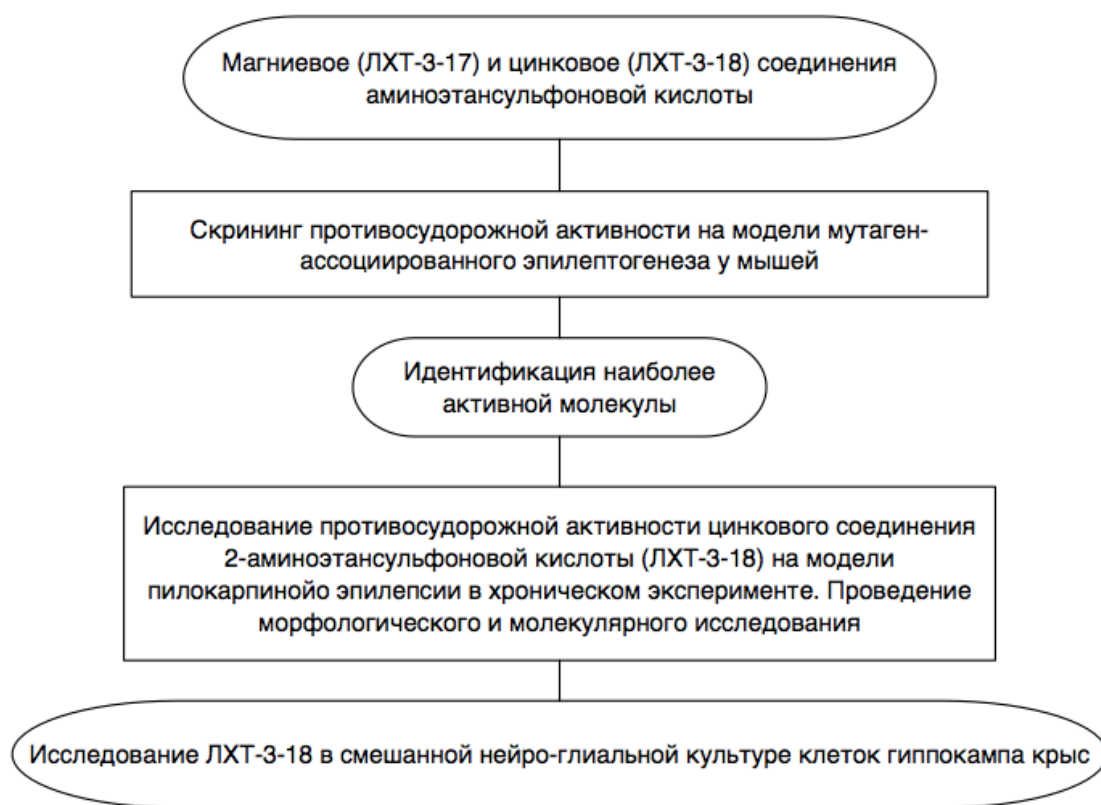 Магниевое (ЛХТ-3-17) и цинковое (ЛХТ-3-18) соединения
аминоэтансульфоновой кислоты
Скрининг противосудорожной активности на модели мутаген-
ассоциированного эпилептогенеза у мышей
Идентификация наиболее
активной молекулы
Исследование противосудорожной активности цинкового соединения
2-аминоэтансульфоновой кислоты (ЛХТ-3-18) на модели
пилокарпинойо эпилепсии в хроническом эксперименте. Проведение
морфологического и молекулярного исследования
Исследование ЛХТ-3-18 в смешанной нейро-глиальной культуре клеток гиппокампа крыс